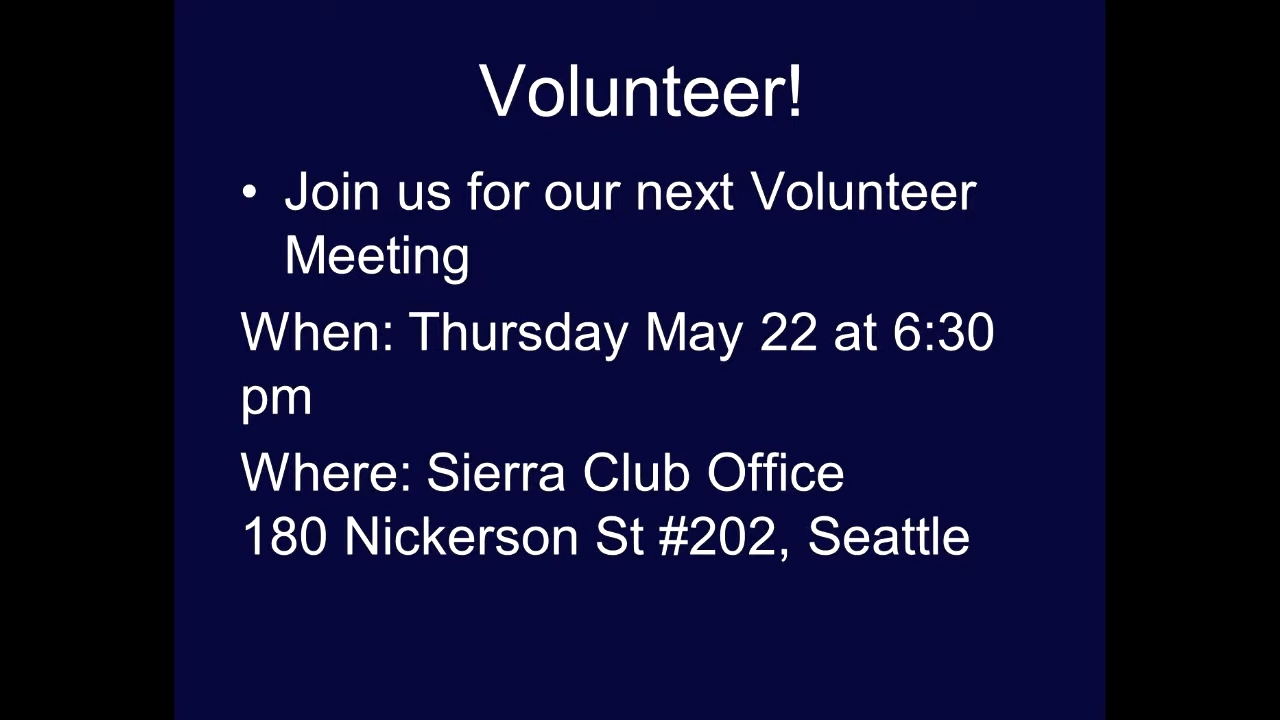 Volunteer!
• Join us for our next Volunteer
Meeting
When: Thursday May 22 at 6:30
pm
Where: Sierra Club Office
180 Nickerson St #202, Seattle